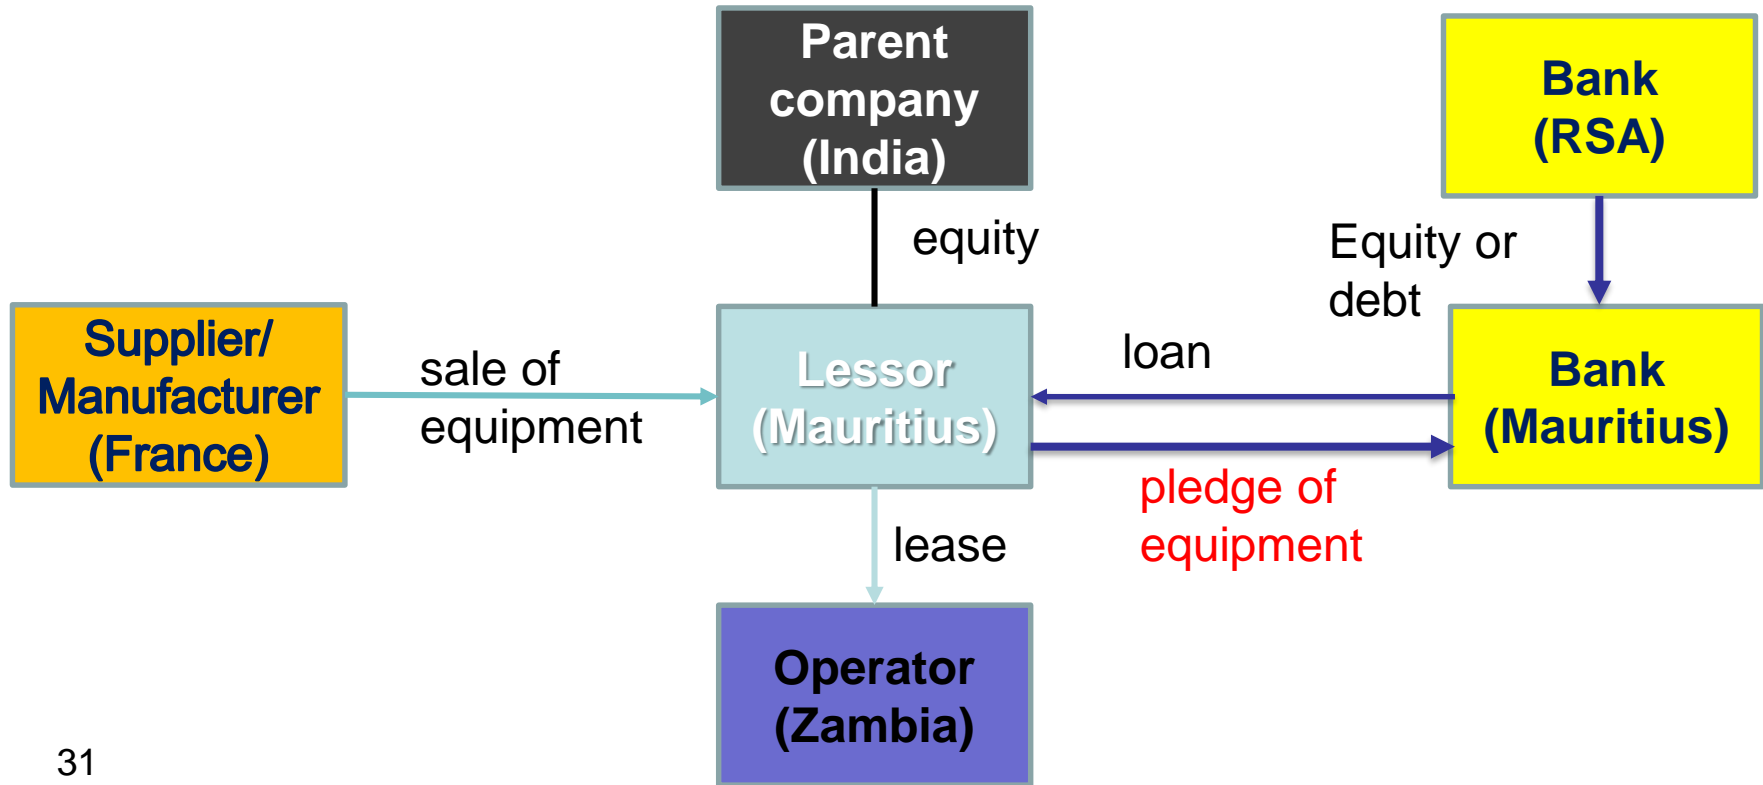 Parent
company
(India)
Bank
(RSA)
equity
Equity or
debt
Supplier/
Manufacturer
(France)
sale of
equipment
Lessor
(Mauritius)
loan
Bank
(Mauritius)
pledge of
equipment
lease
Operator
(Zambia)
31